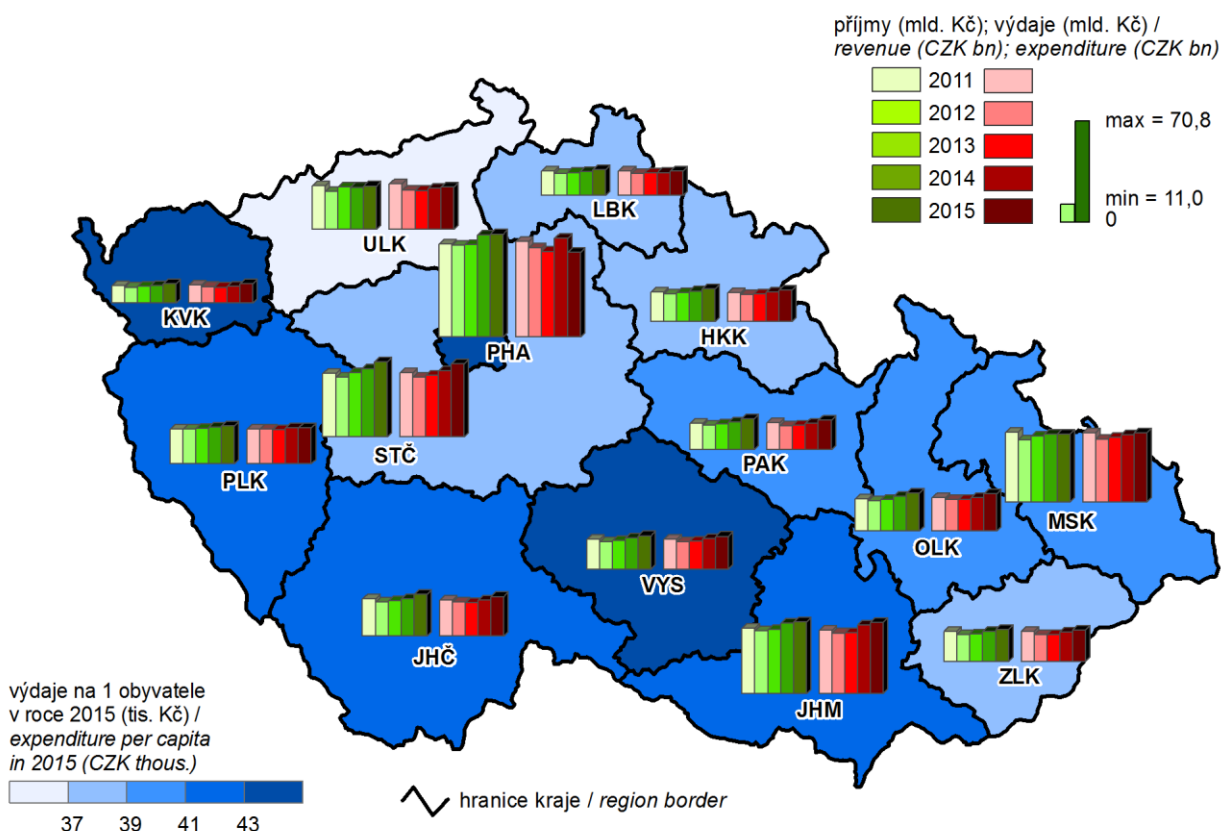 příjmy (mld. Kč); výdaje (mld. Kč) /
revenue (CZK bn); expenditure (CZK bn)
2011
2012
2013
2014
2015
max = 70,8
min = 11,0
0
LBK
ULK
KVK
PHA
HKK
STČ
PLK
PAK
MSK
OLK
VYS
JHČ
ZLK
JHM
výdaje na 1 obyvatele
v roce 2015 (tis. Kč) /
expenditure per capita
in 2015 (CZK thous.)
37 39 41 43
hranice kraje / region border